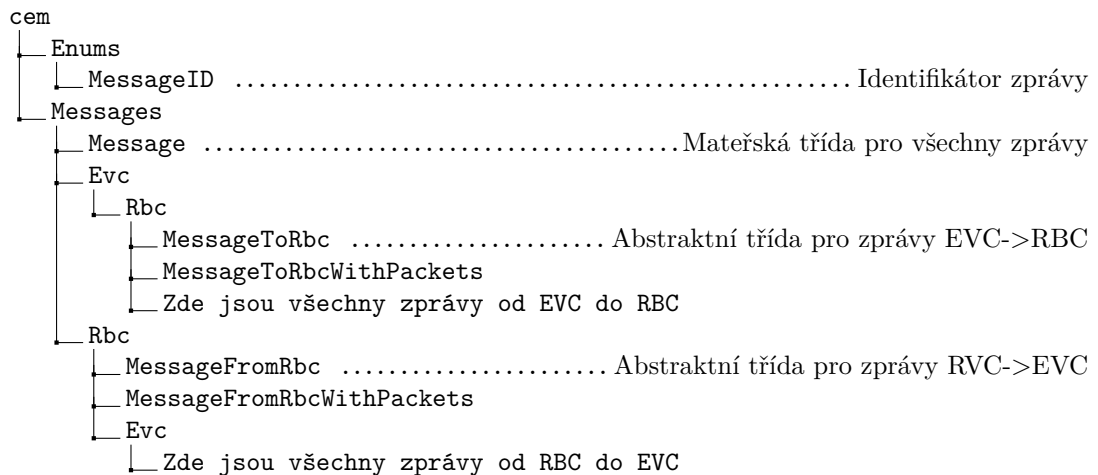 cem
Enums
MessageID ........................................................ Identifikátor zprávy
Messages
Message ......................................... Mateřská třída pro všechny zprávy
Evc
Rbc
MessageToRbc ...................... Abstraktní třída pro zprávy EVC->RBC
MessageToRbcWithPackets
Zde jsou všechny zprávy od EVC do RBC
Rbc
MessageFromRbc ....................... Abstraktní třída pro zprávy RVC->EVC
MessageFromRbcWithPackets
Evc
Zde jsou všechny zprávy od RBC do EVC